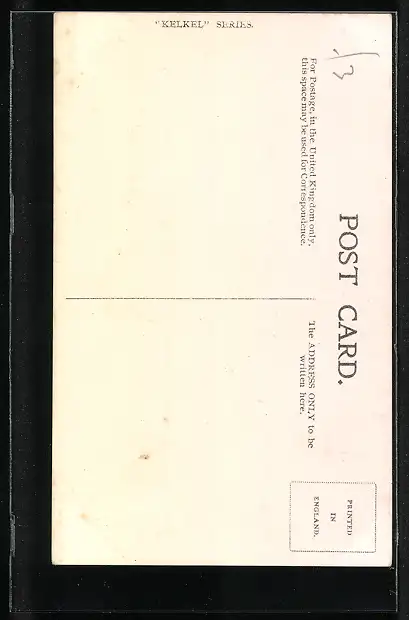 POST CARD.
For Postage, in the United Kingdom only,
this space may be used for Correspondence.
The ADDRESS ONLY to be
written here.
PRINTED
IN
ENGLAND.
"KELKEL" SERIES.
/3